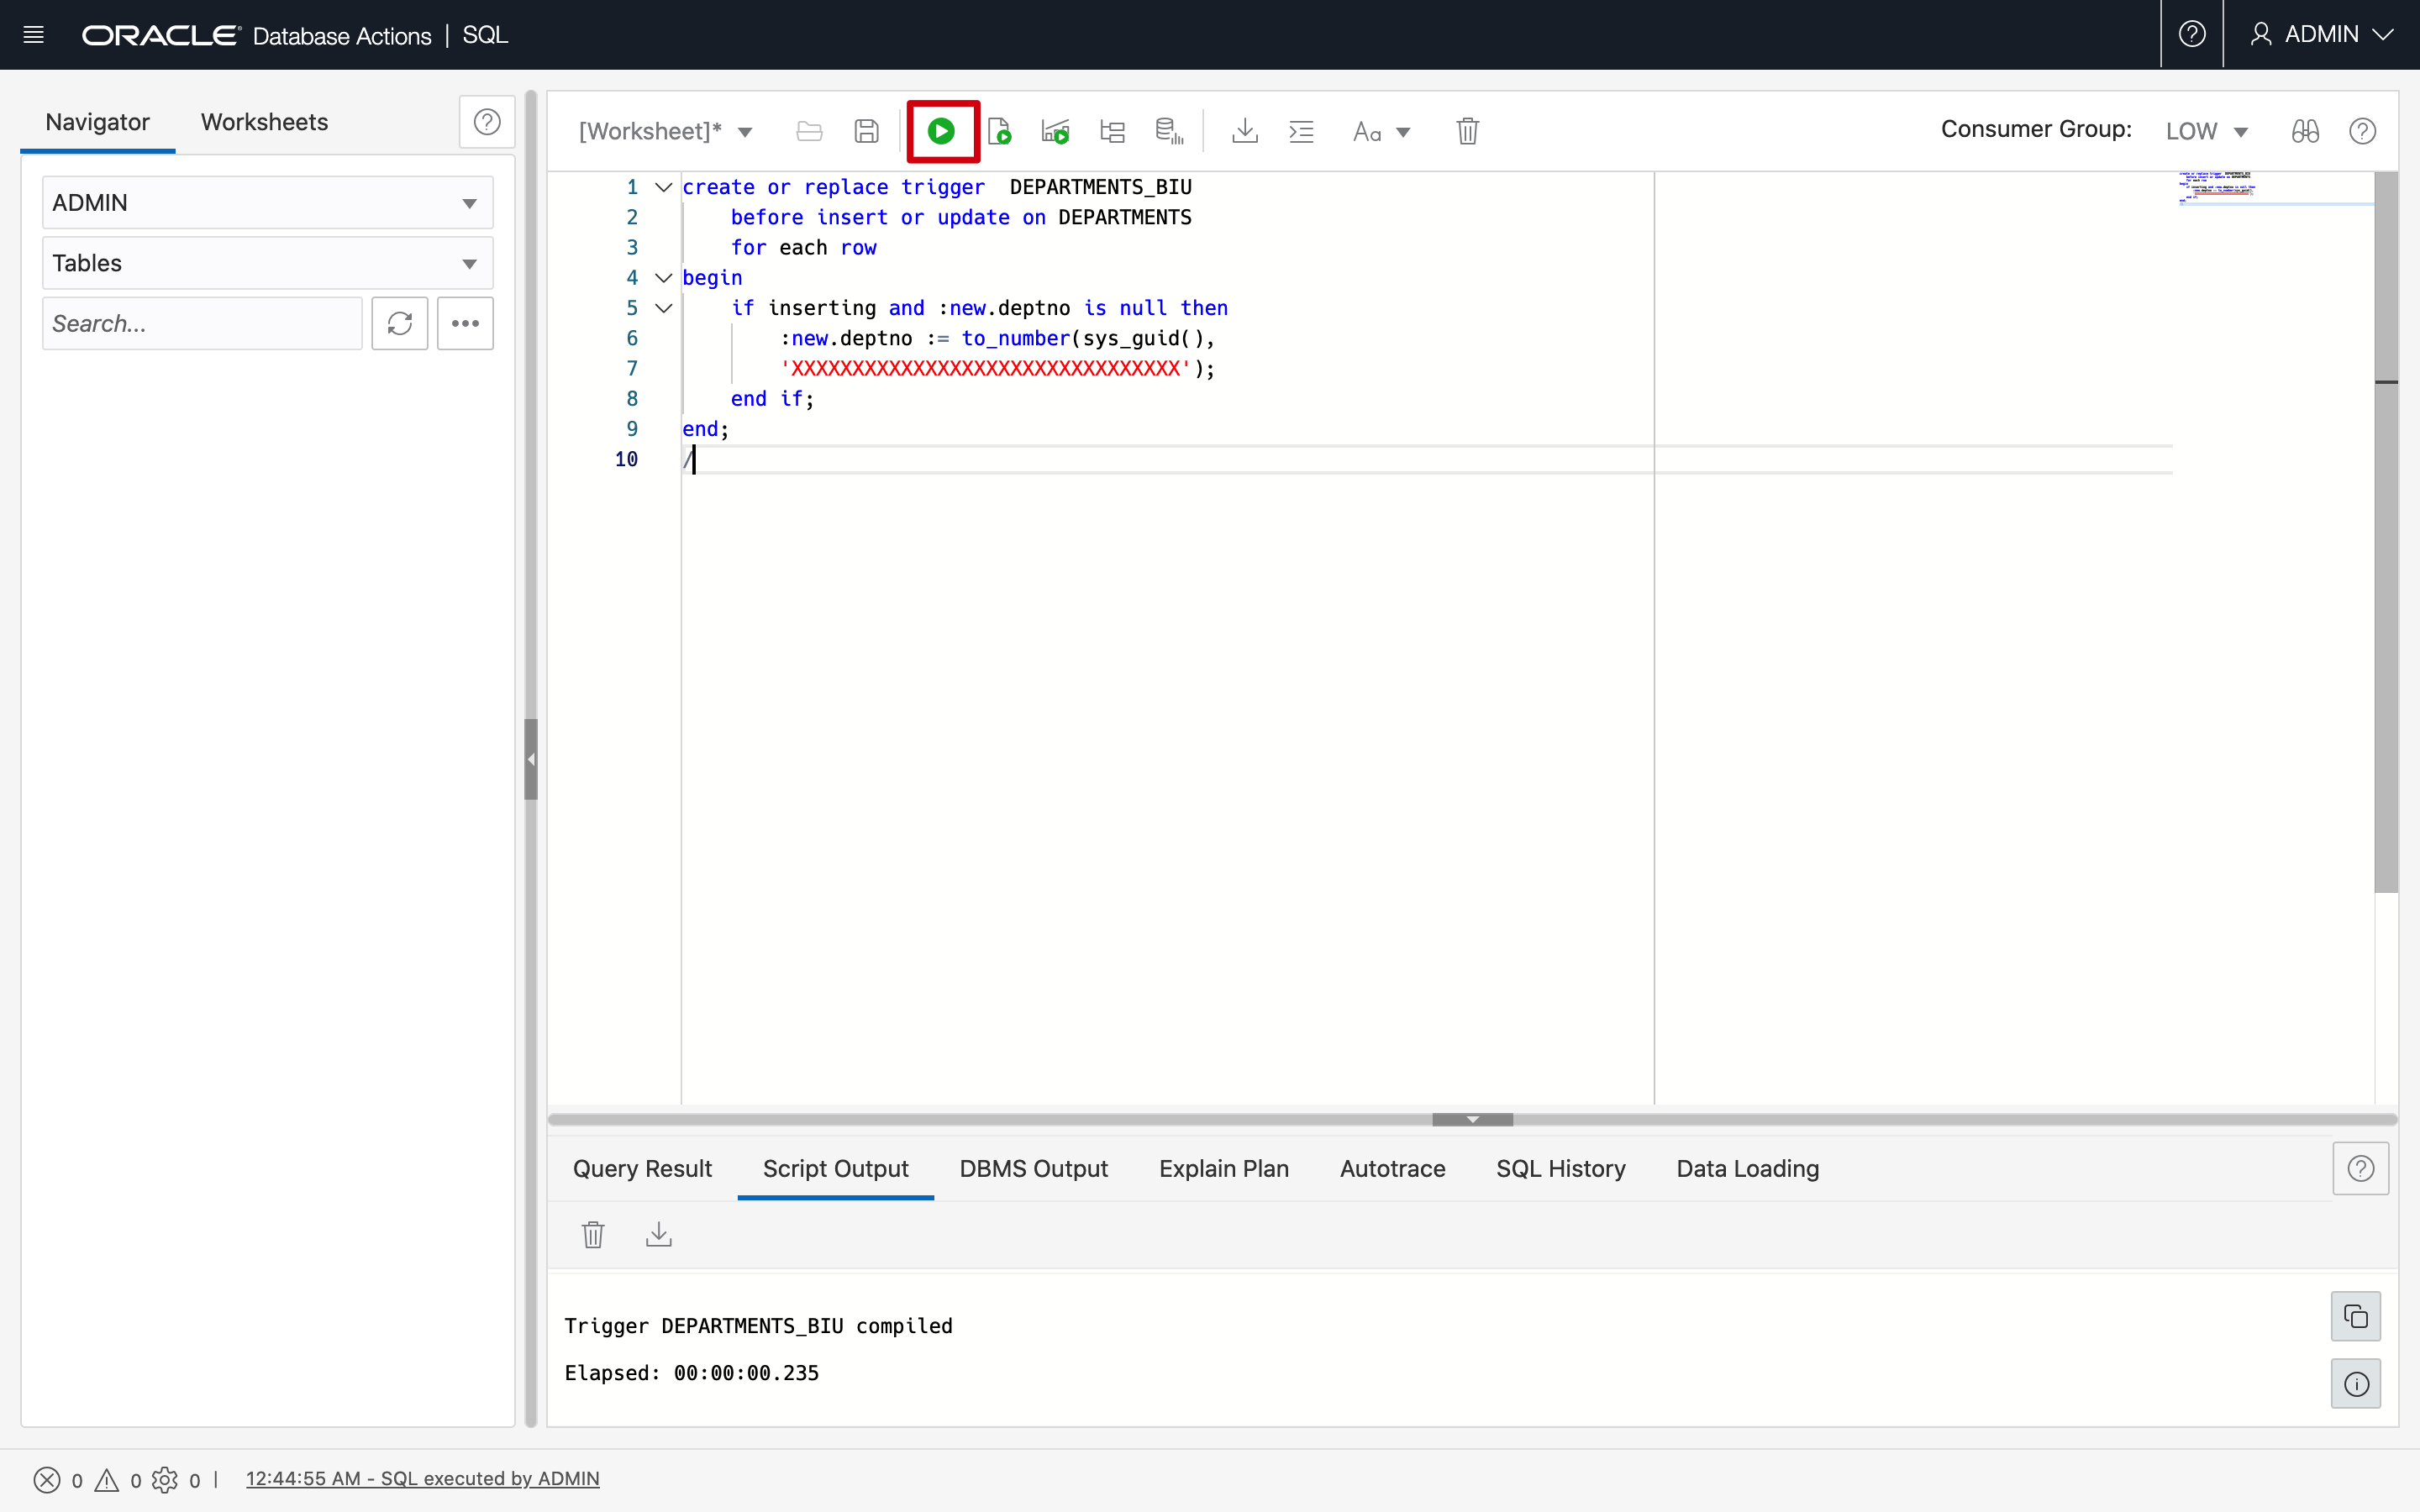 ORACLE Database Actions | SQL
ADMIN
Navigator
Worksheets
ADMIN
Tables
Search...
[Worksheet]*
Aa
Consumer Group:
LOW
1 create or replace trigger  DEPARTMENTS_BIU
2     before insert or update on DEPARTMENTS
3     for each row
4 begin
5     if inserting and :new.deptno is null then
6         :new.deptno := to_number(sys_guid(),
7         'XXXXXXXXXXXXXXXXXXXXXXXXXXXXXXXX');
8     end if;
9 end;
10 /
Query Result
Script Output
DBMS Output
Explain Plan
Autotrace
SQL History
Data Loading
Trigger DEPARTMENTS_BIU compiled
Elapsed: 00:00:00.235
0 0 0 | 12:44:55 AM - SQL executed by ADMIN